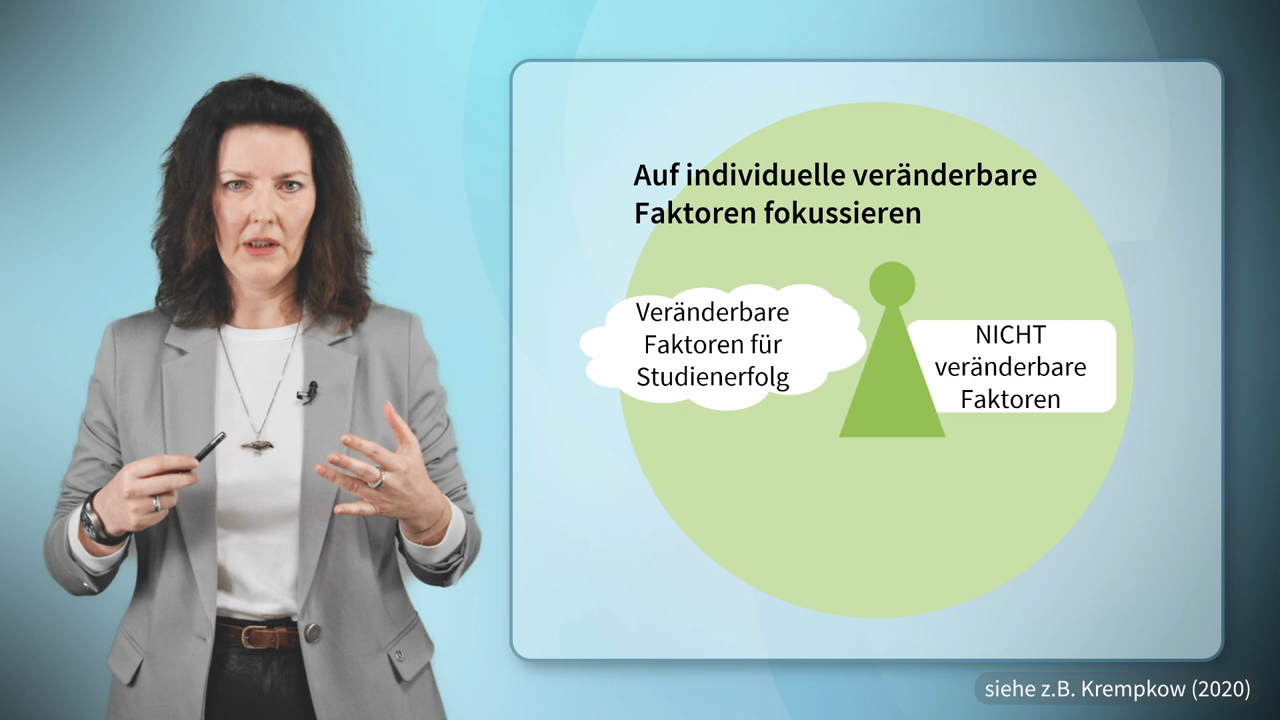 Auf individuelle veränderbare
Faktoren fokussieren
Veränderbare
Faktoren für
Studienerfolg
NICHT
veränderbare
Faktoren
siehe z.B. Krempkow (2020)